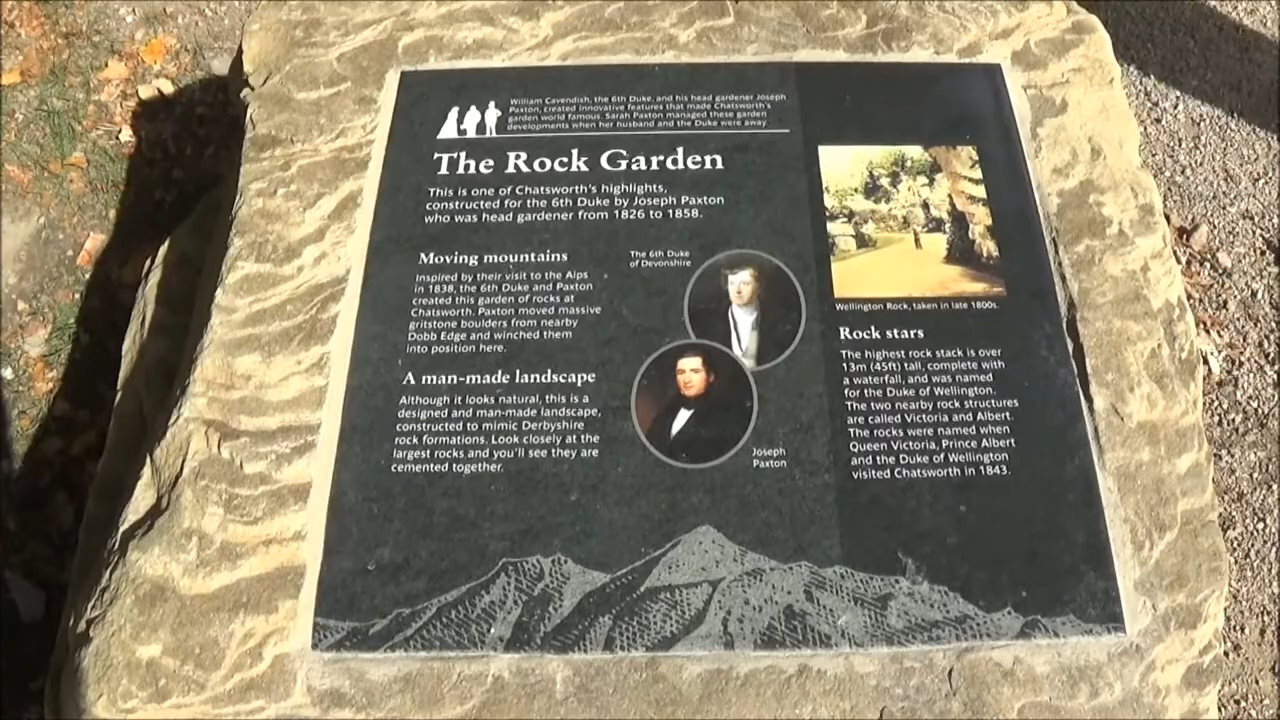 William Cavendish, the 6th Duke, and his head gardener Joseph
Paxton, created innovative features that made Chatsworth's
garden world famous. Sarah Paxton managed these garden
developments when her husband and the Duke were away
The Rock Garden
This is one of Chatsworth's highlights,
constructed for the 6th Duke by Joseph Paxton
who was head gardener from 1826 to 1858.
Moving mountains
Inspired by their visit to the Alps
in 1838, the 6th Duke and Paxton
created this garden of rocks at
Chatsworth. Paxton moved massive
gritstone boulders from nearby
Dobb Edge and winched them
into position here.
A man-made landscape
Although it looks natural, this is a
designed and man-made landscape,
constructed to mimic Derbyshire
rock formations. Look closely at the
largest rocks and you'll see they are
cemented together.
The 6th Duke
of Devonshire
Joseph
Paxton
Wellington Rock, taken in late 1800s.
Rock stars
The highest rock stack is over
13m (45ft) tall, complete with
a waterfall, and was named
for the Duke of Wellington.
The two nearby rock structures
are called Victoria and Albert.
The rocks were named when
Queen Victoria, Prince Albert
and the Duke of Wellington
visited Chatsworth in 1843.